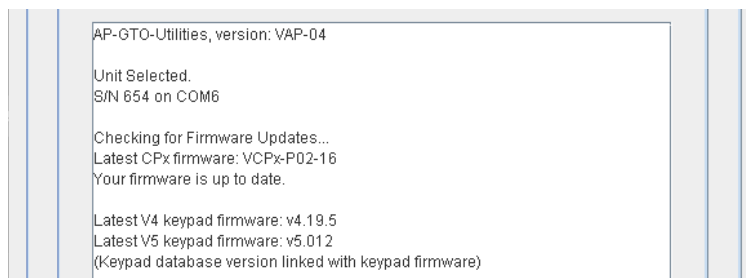 AP-GTO-Utilities, version: VAP-04
Unit Selected.
S/N 654 on COM6
Checking for Firmware Updates...
Latest CPx firmware: VCPx-P02-16
Your firmware is up to date.
Latest V4 keypad firmware: v4.19.5
Latest V5 keypad firmware: v5.012
(Keypad database version linked with keypad firmware)